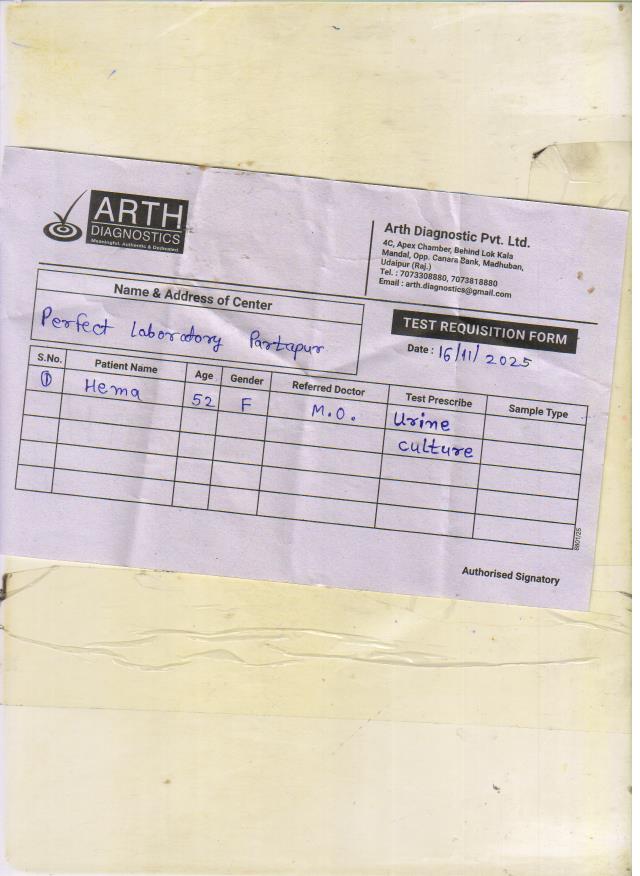 ARTH
DIAGNOSTICS
Meaningful, Authentic & Dedicated
Arth Diagnostic Pvt. Ltd.
4C, Apex Chamber, Behind Lok Kala
Mandal, Opp. Canara Bank, Madhuban,
Udaipur (Raj.)
Tel. : 7073308880, 7073818880
Email : arth.diagnostics@gmail.com
Name & Address of Center
Perfect Laboratory Partapur
TEST REQUISITION FORM
Date : 16/11/2025
S.No. Patient Name Age Gender Referred Doctor Test Prescribe Sample Type
1 Hema 52 F M.O. Urine
culture
8801/25
Authorised Signatory